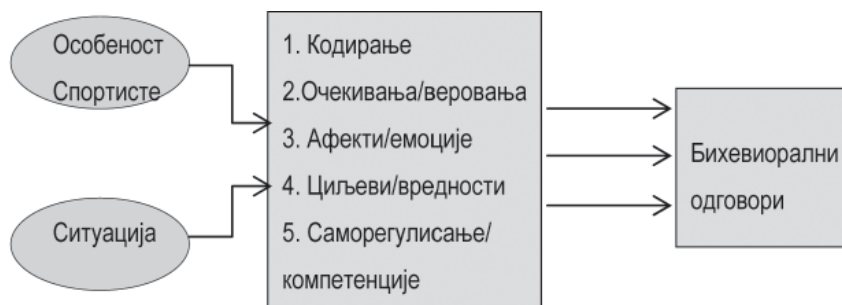 Особеност
Спортисте
Ситуација
1. Кодирање
2.Очекивања/веровања
3. Афекти/емоције
4. Циљеви/вредности
5. Саморегулисање/
компетенције
Бихевиорални
одговори